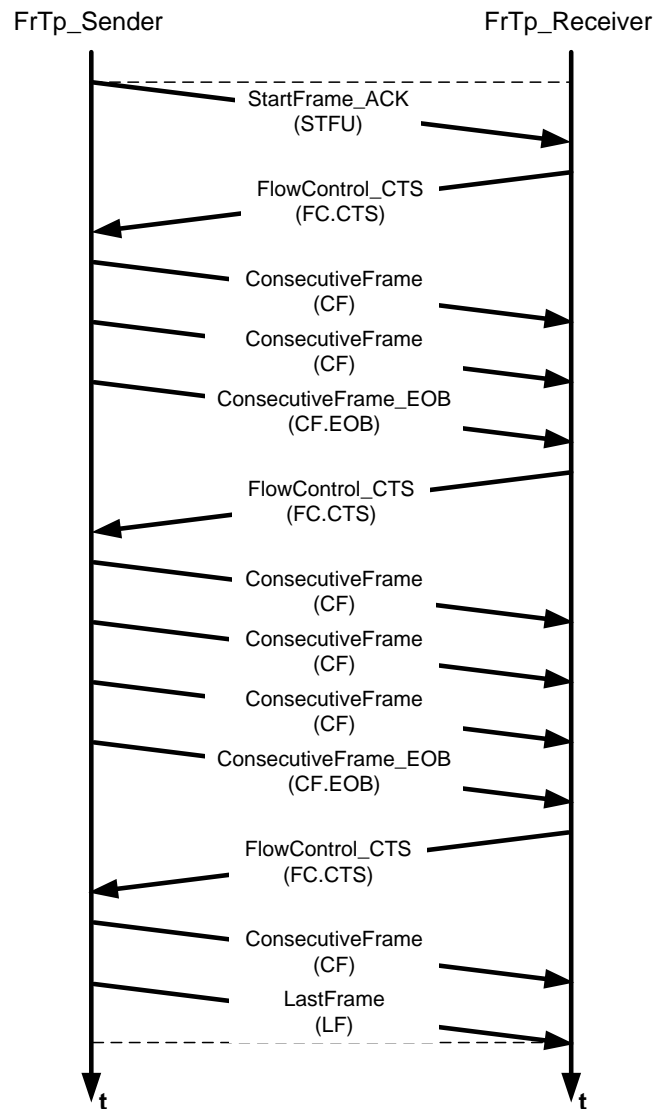 FrTp_Sender
FrTp_Receiver
StartFrame_ACK
(STFU)
FlowControl_CTS
(FC.CTS)
ConsecutiveFrame
(CF)
ConsecutiveFrame
(CF)
ConsecutiveFrame_EOB
(CF.EOB)
FlowControl_CTS
(FC.CTS)
ConsecutiveFrame
(CF)
ConsecutiveFrame
(CF)
ConsecutiveFrame
(CF)
ConsecutiveFrame_EOB
(CF.EOB)
FlowControl_CTS
(FC.CTS)
ConsecutiveFrame
(CF)
LastFrame
(LF)
t
t